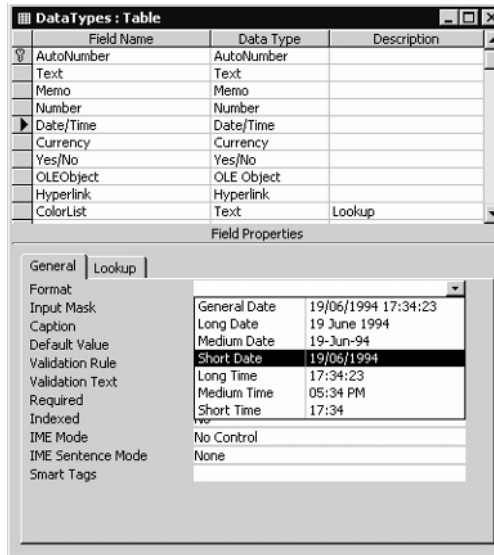 DataTypes : Table
Field Name Data Type Description
AutoNumber AutoNumber
Text Text
Memo Memo
Number Number
Date/Time Date/Time
Currency Currency
Yes/No Yes/No
OLEObject OLE Object
Hyperlink Hyperlink
ColorList Text Lookup
Field Properties
General Lookup
Format
Input Mask General Date 19/06/1994 17:34:23
Caption Long Date 19 June 1994
Default Value Medium Date 19-Jun-94
Validation Rule Short Date 19/06/1994
Validation Text Long Time 17:34:23
Required Medium Time 05:34 PM
Short Time 17:34
Indexed No
IME Mode No Control
IME Sentence Mode None
Smart Tags